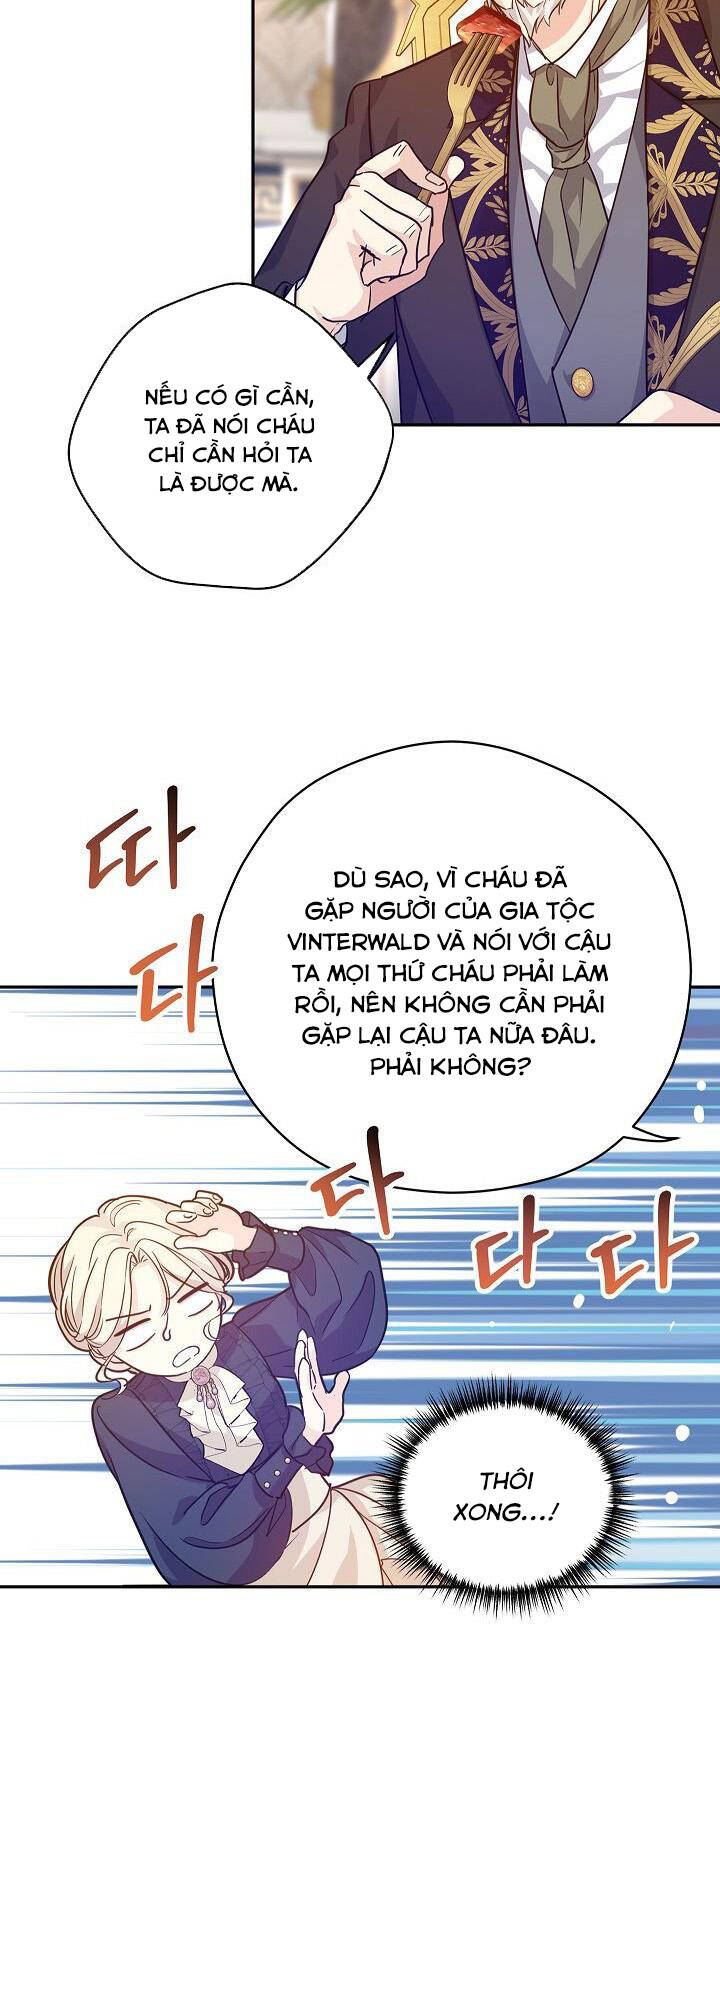 NẾU CÓ GÌ CẦN,
TA ĐÃ NÓI CHÁU
CHỈ CẦN HỎI TA
LÀ ĐƯỢC MÀ.
따
다
DÙ SAO, VÌ CHÁU ĐÃ
GẶP NGƯỜI CỦA GIA TỘC
VINTERWALD VÀ NÓI VỚI CẬU
TA MỌI THỨ CHÁU PHẢI LÀM
RỒI, NÊN KHÔNG CẦN PHẢI
GẶP LẠI CẬU TA NỮA ĐÂU.
PHẢI KHÔNG?
다
다
다
THÔI
XONG...!